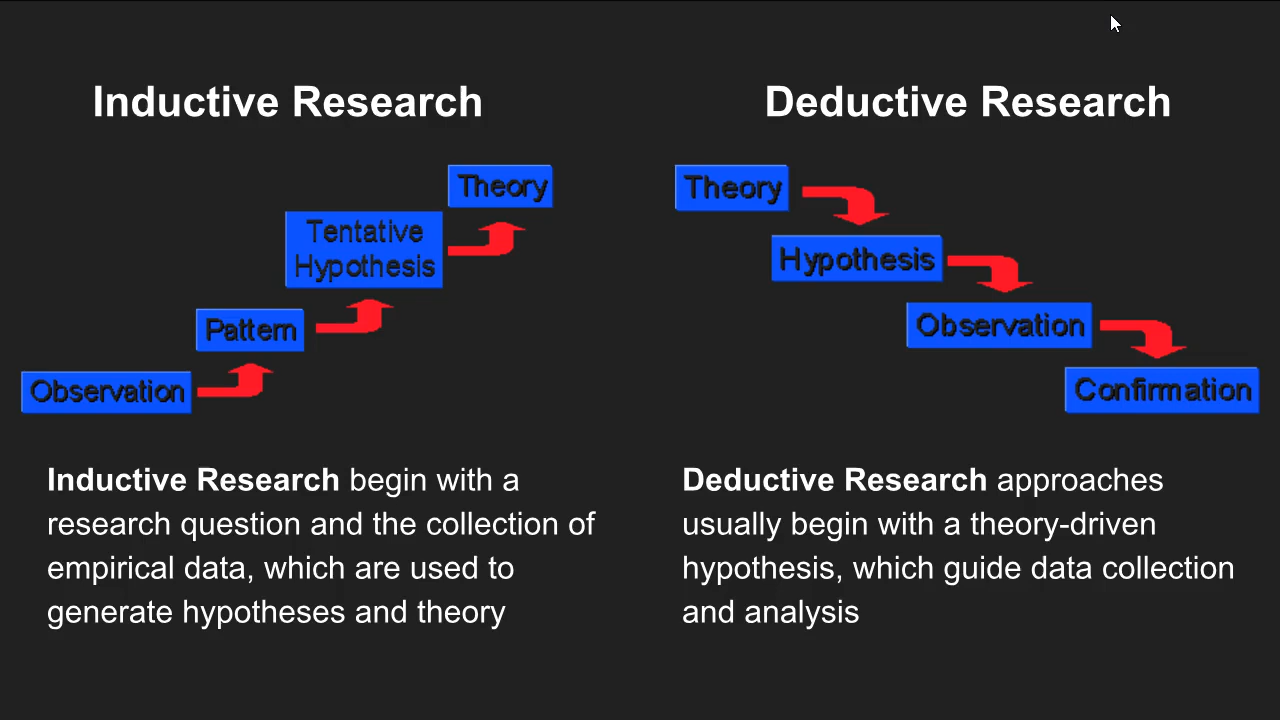 Inductive Research
Theory
Tentative
Hypothesis
Pattern
Observation
Inductive Research begin with a
research question and the collection of
empirical data, which are used to
generate hypotheses and theory
Deductive Research
Theory
Hypothesis
Observation
Confirmation
Deductive Research approaches
usually begin with a theory-driven
hypothesis, which guide data collection
and analysis